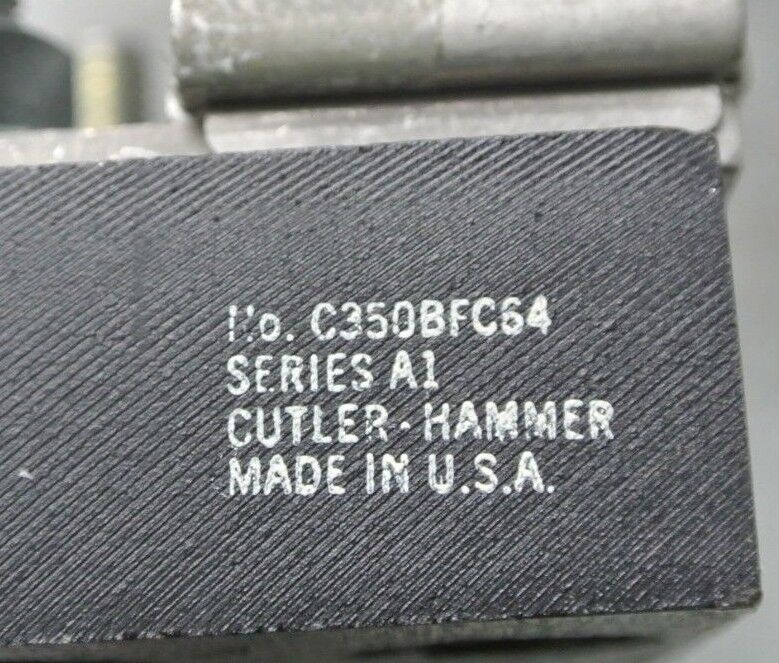 No. C350BFC64
SERIES A1
CUTLER-HAMMER
MADE IN U.S.A.